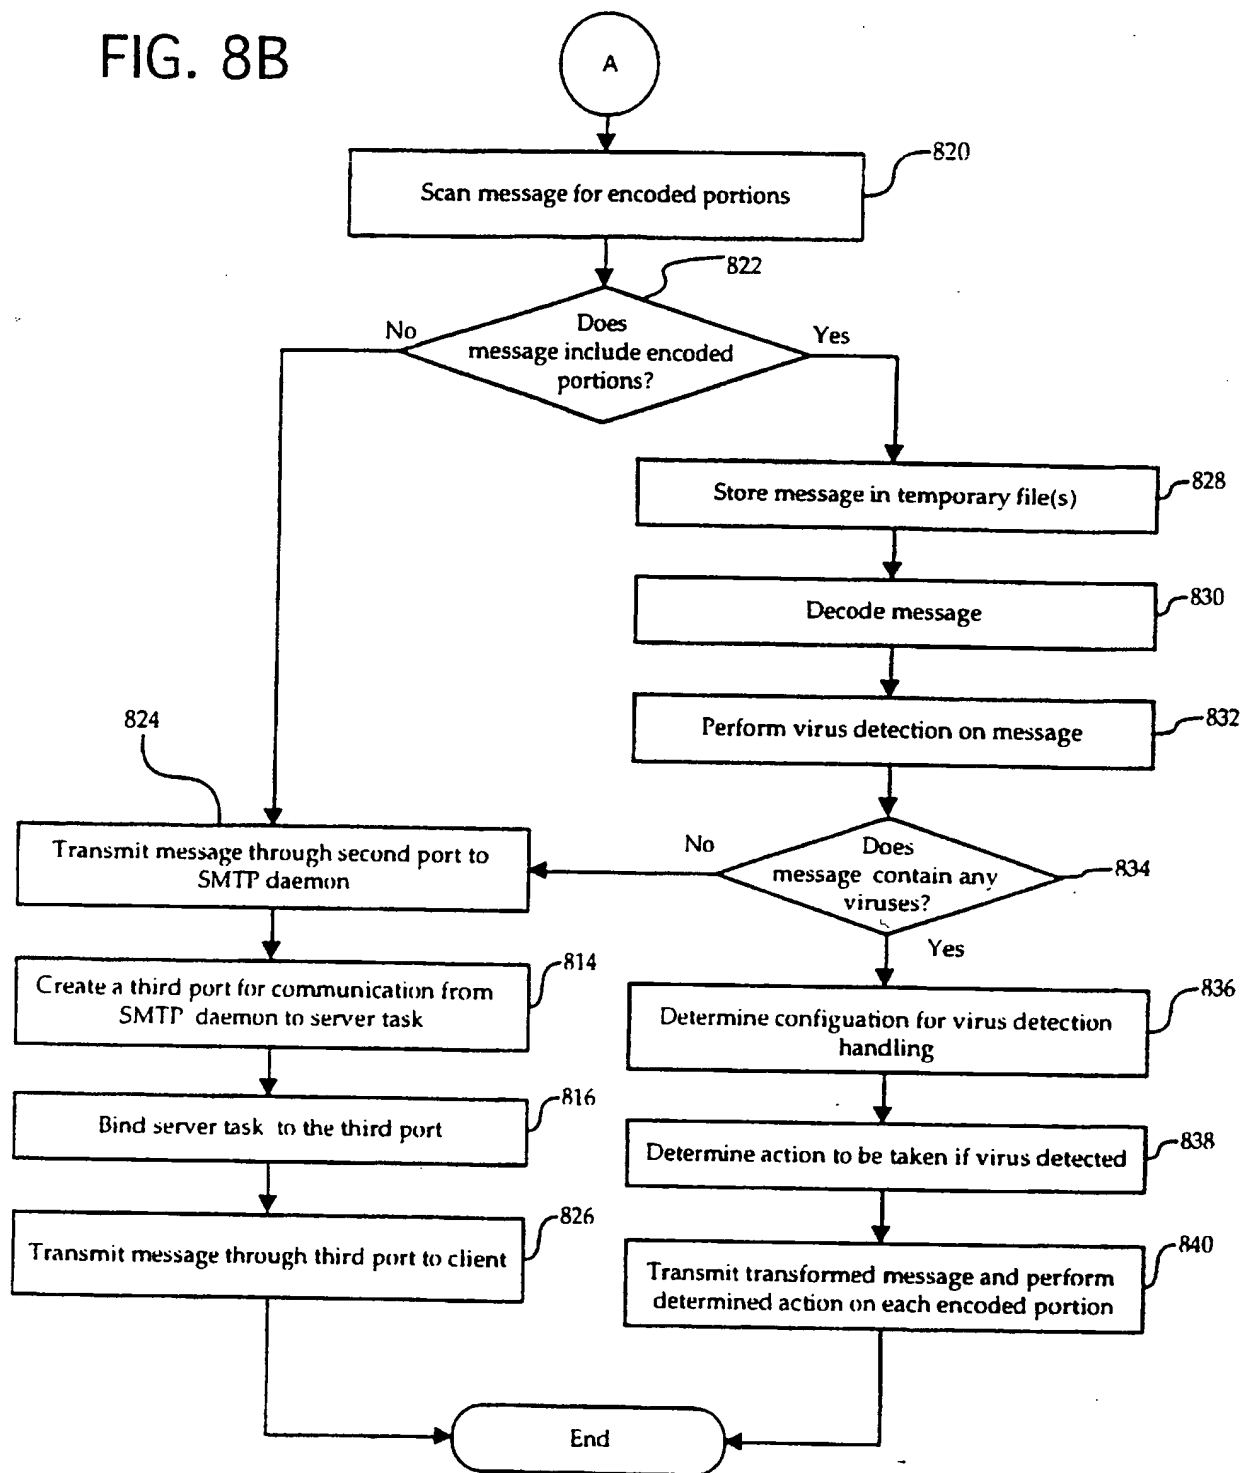 FIG. 8B
A
Scan message for encoded portions
820
822
No
Does
message include encoded
portions?
Yes
Store message in temporary file(s)
828
Decode message
830
Perform virus detection on message
832
824
Transmit message through second port to
SMTP daemon
No
Does
message contain any
viruses?
834
Yes
Create a third port for communication from
SMTP daemon to server task
814
Determine configuation for virus detection
handling
836
Bind server task to the third port
816
Determine action to be taken if virus detected
838
Transmit message through third port to client
826
Transmit transformed message and perform
determined action on each encoded portion
840
End